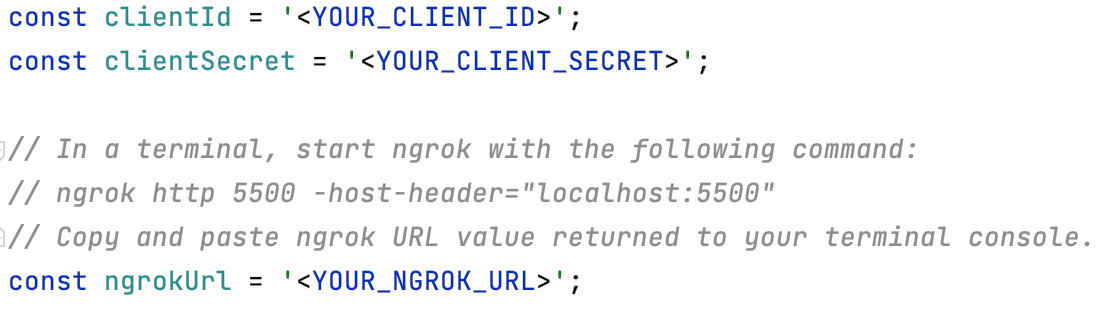 const clientId = '<YOUR_CLIENT_ID>';
const clientSecret = '<YOUR_CLIENT_SECRET>';
// In a terminal, start ngrok with the following command:
// ngrok http 5500 -host-header="localhost:5500"
// Copy and paste ngrok URL value returned to your terminal console.
const ngrokUrl = '<YOUR_NGROK_URL>';